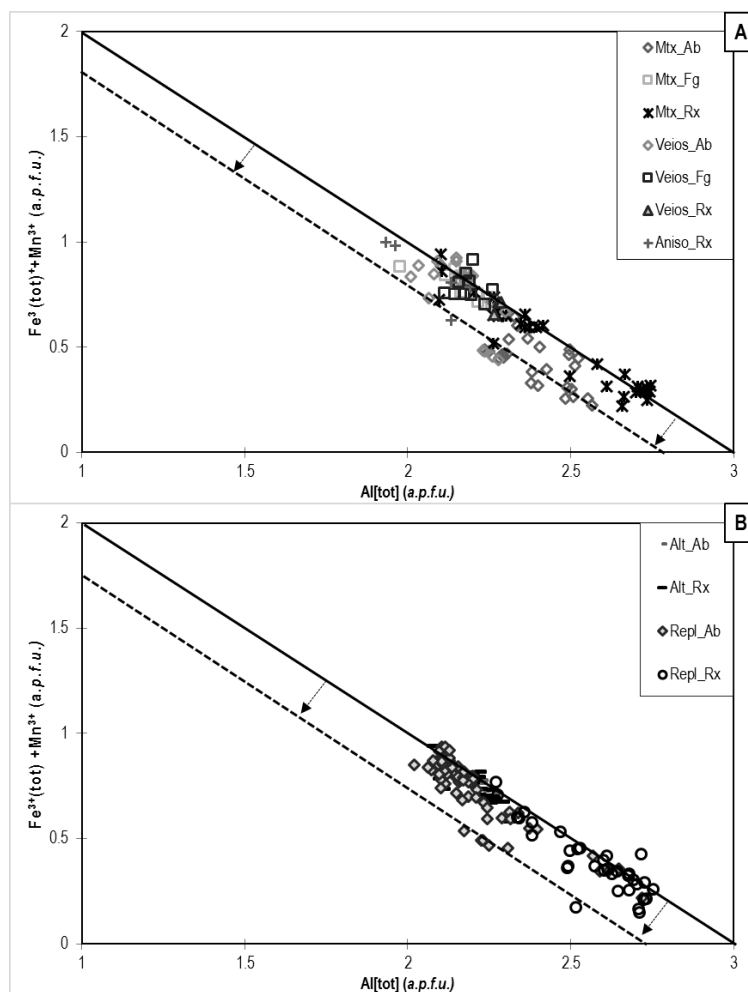 A
2
1.5
1
0.5
0
1
1.5
2
2.5
3
Fe³ (tot)⁺+Mn³⁺ (a.p.f.u.)
Al[tot] (a.p.f.u.)
Mtx_Ab
Mtx_Fg
Mtx_Rx
Veios_Ab
Veios_Fg
Veios_Rx
Aniso_Rx
B
2
1.5
1
0.5
0
1
1.5
2
2.5
3
Fe³⁺(tot) +Mn³⁺ (a.p.f.u.)
Al[tot] (a.p.f.u.)
Alt_Ab
Alt_Rx
Repl_Ab
Repl_Rx